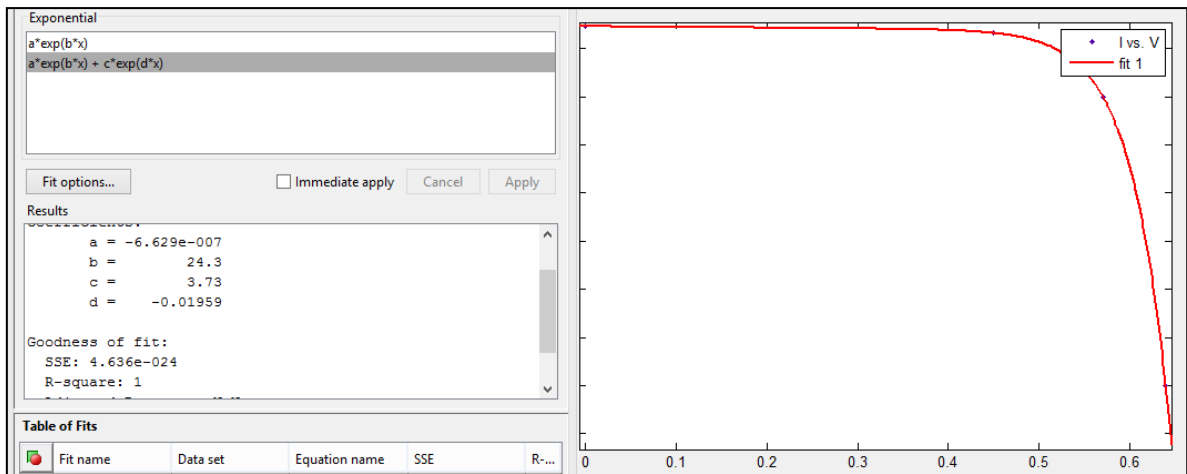 Exponential
a*exp(b*x)
a*exp(b*x) + c*exp(d*x)
Fit options...
Immediate apply
Cancel
Apply
Results
a = -6.629e-007
b = 24.3
c = 3.73
d = -0.01959
Goodness of fit:
SSE: 4.636e-024
R-square: 1
Table of Fits
Fit name Data set Equation name SSE R-...
I vs. V
fit 1
0 0.1 0.2 0.3 0.4 0.5 0.6